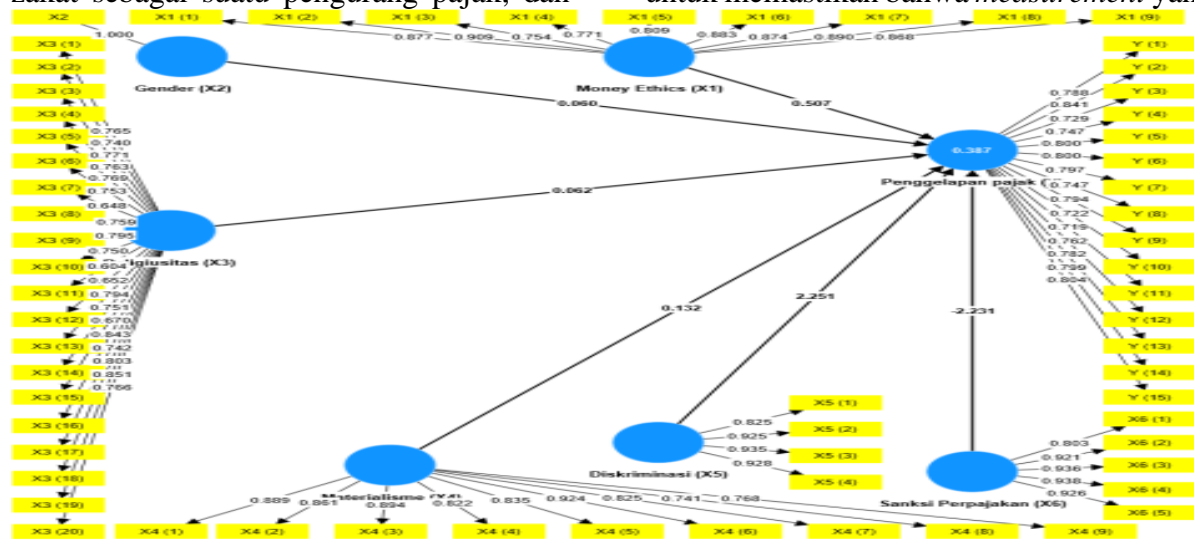 zakat sebagai suatu pengurang pajak, dan
untuk memastikan bahwa measurement yan
X2
X1 (1)
X1 (2)
X1 (3)
X1 (4)
X1 (5)
X1 (6)
X1 (7)
X1 (8)
X1 (9)
1.000
0.877
0.909
0.754
0.771
0.809
0.883
0.874
0.890
0.868
Gender (X2)
Money Ethics (X1)
X3 (1)
X3 (2)
X3 (3)
X3 (4)
X3 (5)
X3 (6)
X3 (7)
X3 (8)
X3 (9)
X3 (10)
X3 (11)
X3 (12)
X3 (13)
X3 (14)
X3 (15)
X3 (16)
X3 (17)
X3 (18)
X3 (19)
X3 (20)
0.765
0.740
0.771
0.763
0.769
0.753
0.648
0.759
0.795
0.750
0.604
0.652
0.794
0.751
0.670
0.843
0.742
0.803
0.851
0.766
igiusitas (X3)
0.060
0.507
0.062
0.132
2.251
-2.231
0.387
Penggelapan pajak (
Y (1)
Y (2)
Y (3)
Y (4)
Y (5)
Y (6)
Y (7)
Y (8)
Y (9)
Y (10)
Y (11)
Y (12)
Y (13)
Y (14)
Y (15)
0.788
0.841
0.729
0.747
0.800
0.800
0.797
0.747
0.794
0.722
0.719
0.762
0.782
0.799
0.804
Materialisme (X4)
0.889
0.861
0.894
0.822
0.835
0.924
0.825
0.741
0.768
X4 (1)
X4 (2)
X4 (3)
X4 (4)
X4 (5)
X4 (6)
X4 (7)
X4 (8)
X4 (9)
Diskriminasi (X5)
0.825
0.925
0.935
0.928
X5 (1)
X5 (2)
X5 (3)
X5 (4)
Sanksi Perpajakan (X6)
0.803
0.921
0.936
0.938
0.926
X6 (1)
X6 (2)
X6 (3)
X6 (4)
X6 (5)